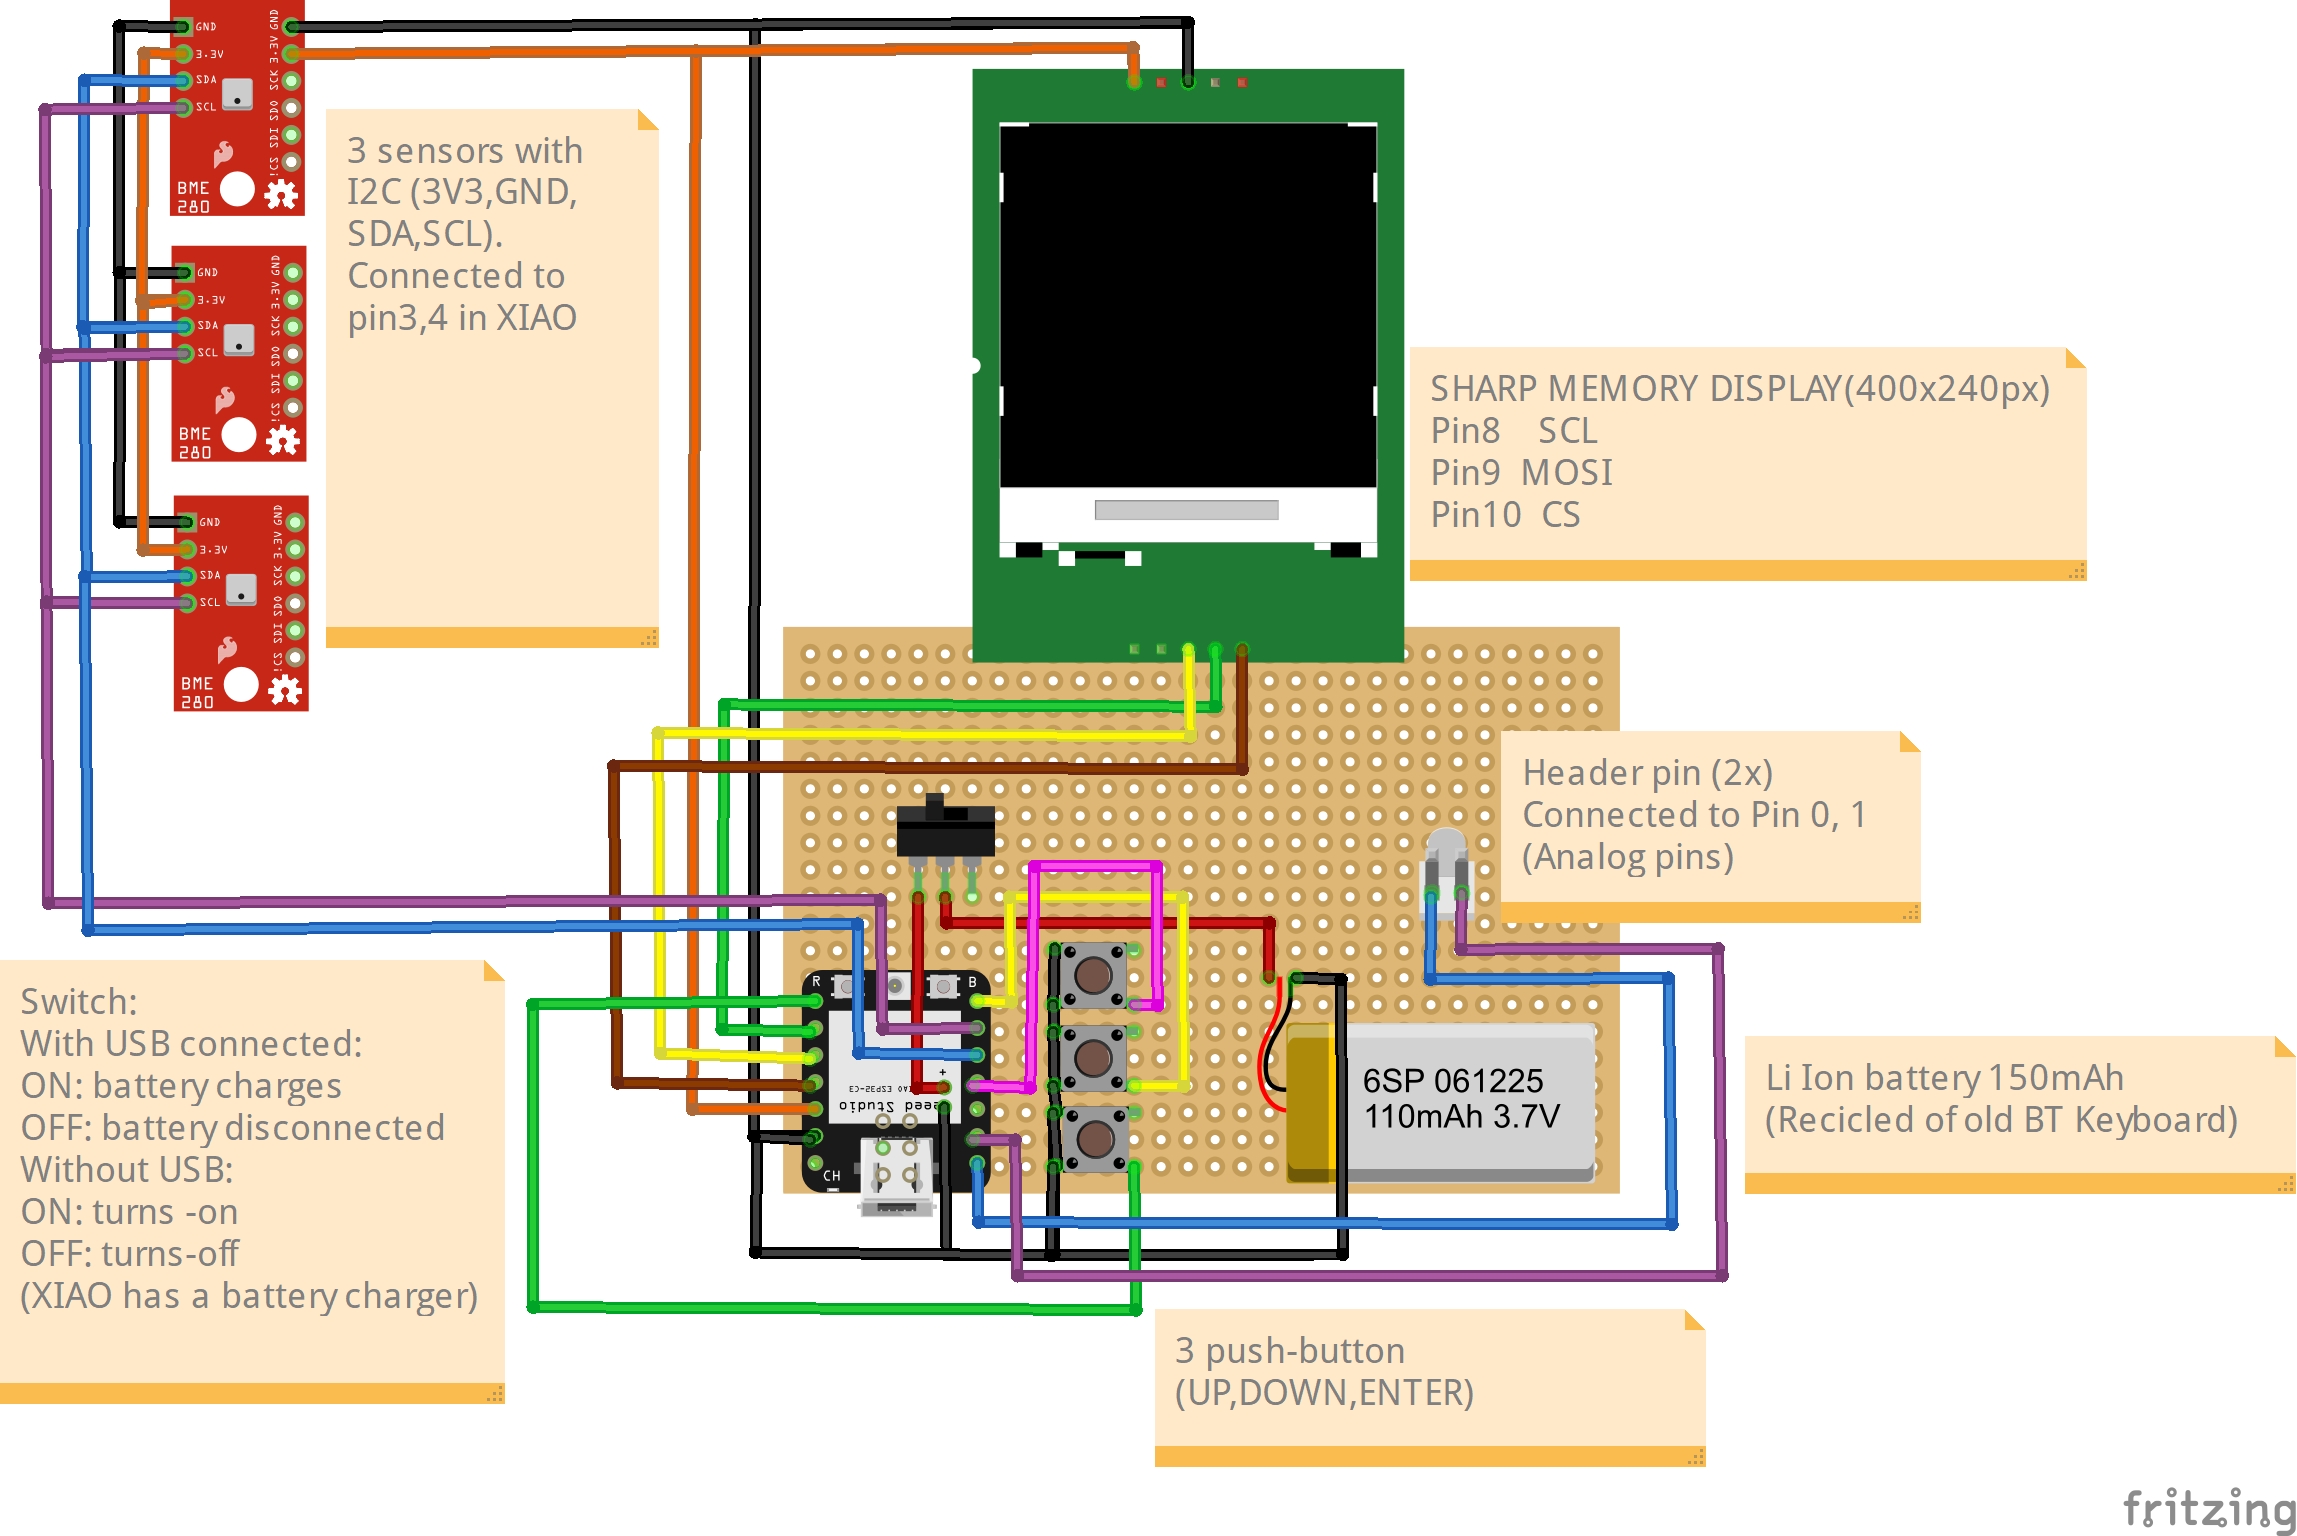 GND
3.3V
SDA
SCL
GND
3.3V
SCK
SDO
SDI
!CS
BME
280
GND
3.3V
SDA
SCL
GND
3.3V
SCK
SDO
SDI
!CS
BME
280
GND
3.3V
SDA
SCL
GND
3.3V
SCK
SDO
SDI
!CS
BME
280
3 sensors with
I2C (3V3,GND,
SDA,SCL).
Connected to
pin3,4 in XIAO
SHARP MEMORY DISPLAY(400x240px)
Pin8 SCL
Pin9 MOSI
Pin10 CS
Header pin (2x)
Connected to Pin 0, 1
(Analog pins)
Switch:
With USB connected:
ON: battery charges
OFF: battery disconnected
Without USB:
ON: turns -on
OFF: turns-off
(XIAO has a battery charger)
R
B
+
XIAO ESP32-C3
eeed Studio
CH
6SP 061225
110mAh 3.7V
Li Ion battery 150mAh
(Recicled of old BT Keyboard)
3 push-button
(UP,DOWN,ENTER)
fritzing